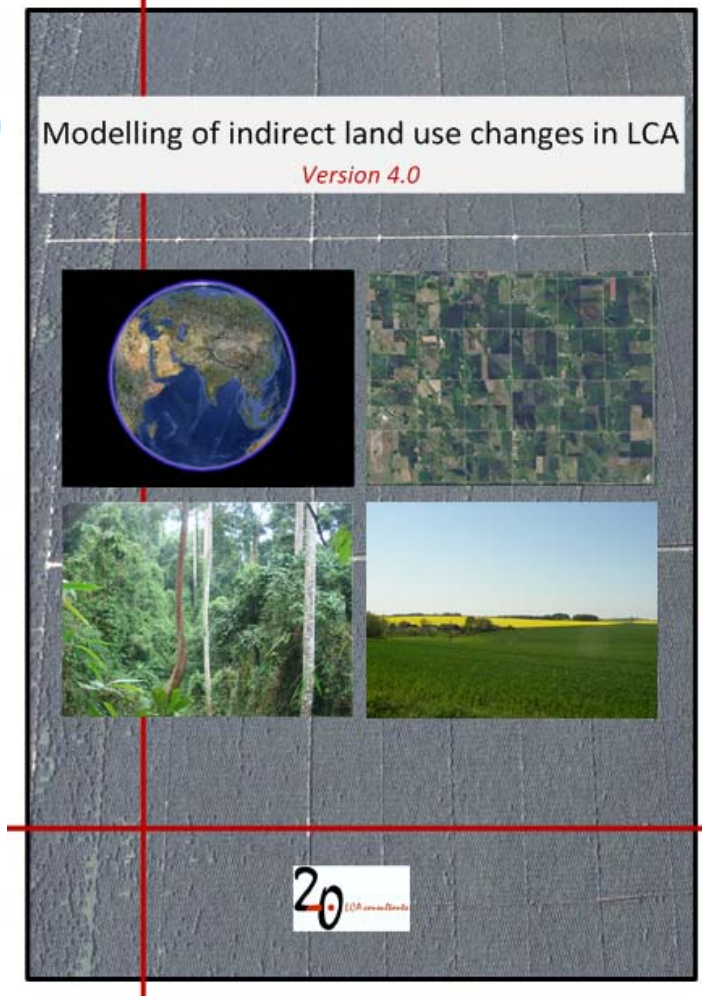 Modelling of indirect land use changes in LCA
Version 4.0
2.0 LCA consultants